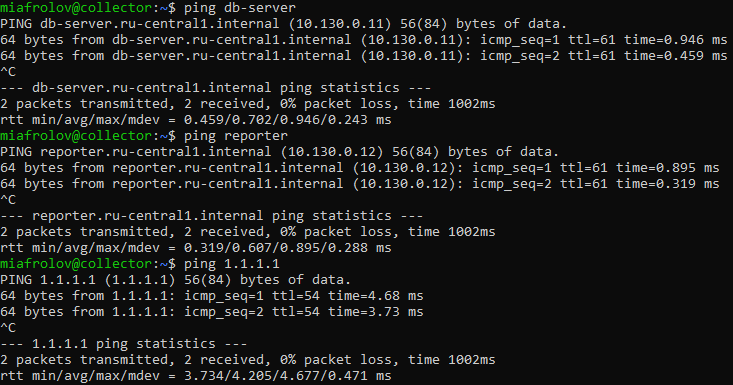 miafrolov@collector:~$ ping db-server
PING db-server.ru-central1.internal (10.130.0.11) 56(84) bytes of data.
64 bytes from db-server.ru-central1.internal (10.130.0.11): icmp_seq=1 ttl=61 time=0.946 ms
64 bytes from db-server.ru-central1.internal (10.130.0.11): icmp_seq=2 ttl=61 time=0.459 ms
^C
--- db-server.ru-central1.internal ping statistics ---
2 packets transmitted, 2 received, 0% packet loss, time 1002ms
rtt min/avg/max/mdev = 0.459/0.702/0.946/0.243 ms
miafrolov@collector:~$ ping reporter
PING reporter.ru-central1.internal (10.130.0.12) 56(84) bytes of data.
64 bytes from reporter.ru-central1.internal (10.130.0.12): icmp_seq=1 ttl=61 time=0.895 ms
64 bytes from reporter.ru-central1.internal (10.130.0.12): icmp_seq=2 ttl=61 time=0.319 ms
^C
--- reporter.ru-central1.internal ping statistics ---
2 packets transmitted, 2 received, 0% packet loss, time 1002ms
rtt min/avg/max/mdev = 0.319/0.607/0.895/0.288 ms
miafrolov@collector:~$ ping 1.1.1.1
PING 1.1.1.1 (1.1.1.1) 56(84) bytes of data.
64 bytes from 1.1.1.1: icmp_seq=1 ttl=54 time=4.68 ms
64 bytes from 1.1.1.1: icmp_seq=2 ttl=54 time=3.73 ms
^C
--- 1.1.1.1 ping statistics ---
2 packets transmitted, 2 received, 0% packet loss, time 1002ms
rtt min/avg/max/mdev = 3.734/4.205/4.677/0.471 ms